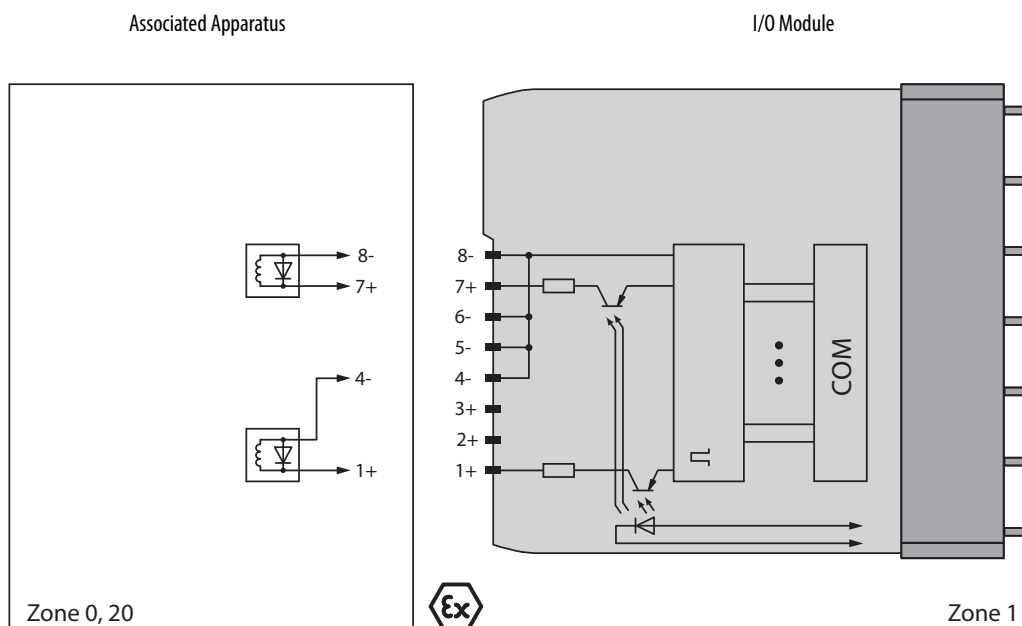 Associated Apparatus
I/O Module
8-
7+
4-
1+
8-
7+
6-
5-
4-
3+
2+
1+
COM
Zone 0, 20
εx
Zone 1